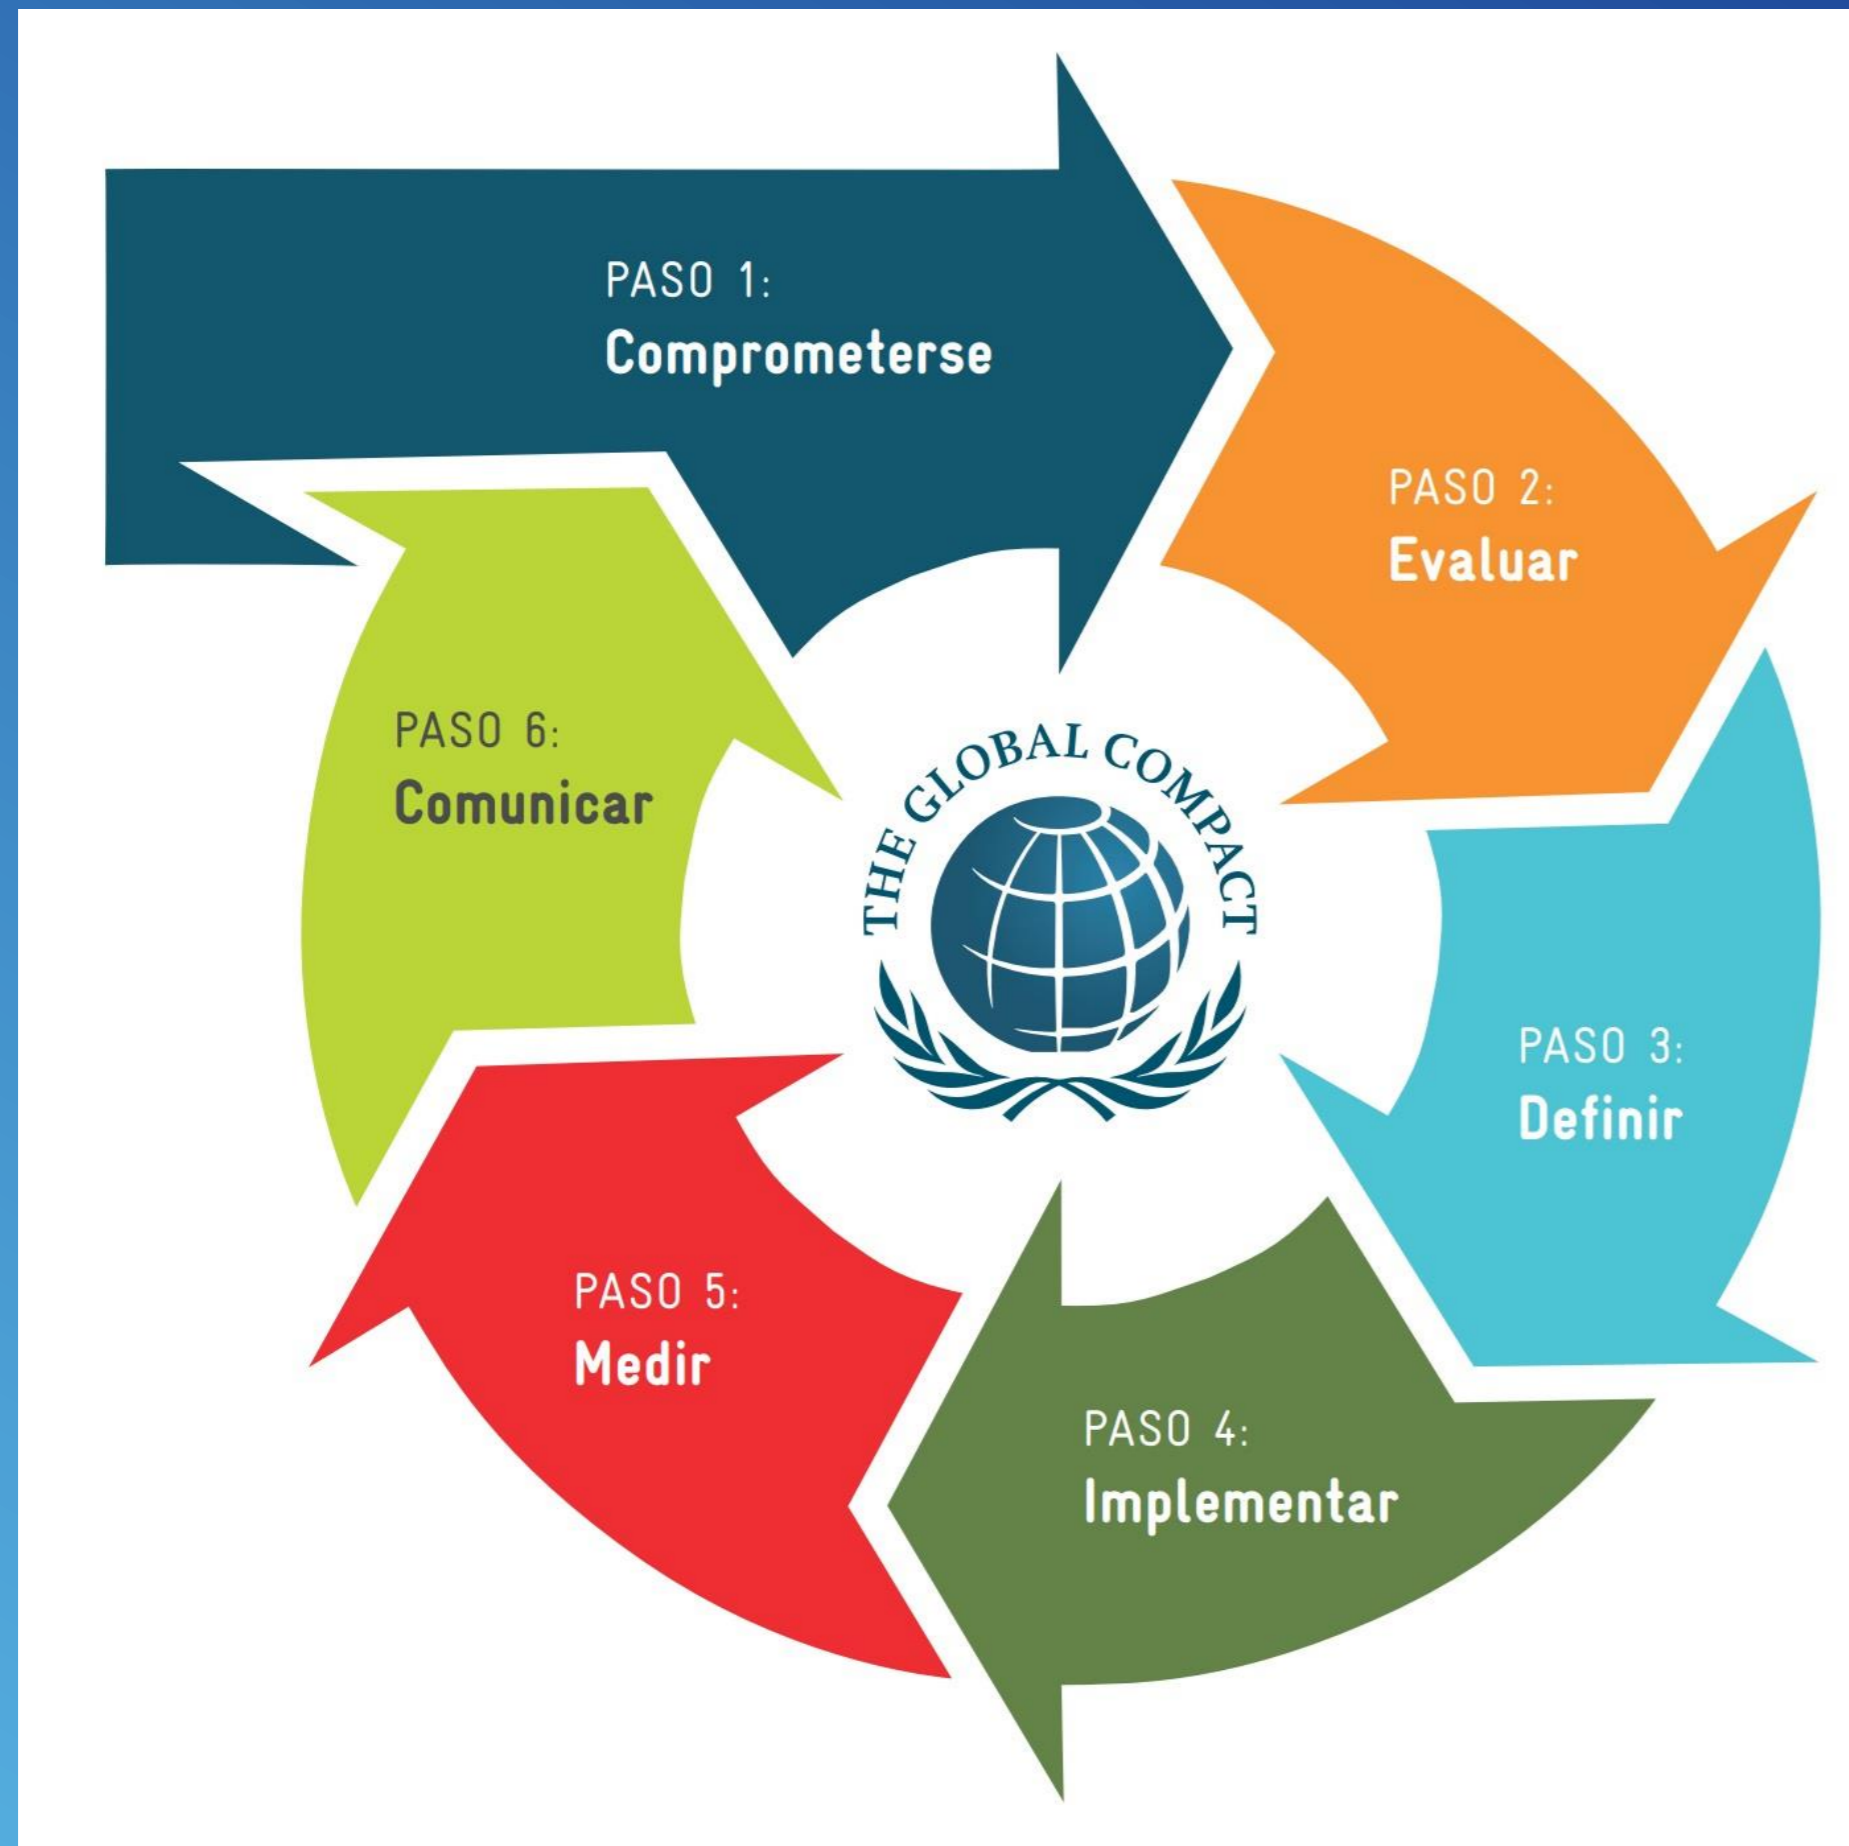 PASO 1:
Comprometerse
PASO 2:
Evaluar
PASO 3:
Definir
PASO 4:
Implementar
PASO 5:
Medir
PASO 6:
Comunicar
THE GLOBAL COMPACT